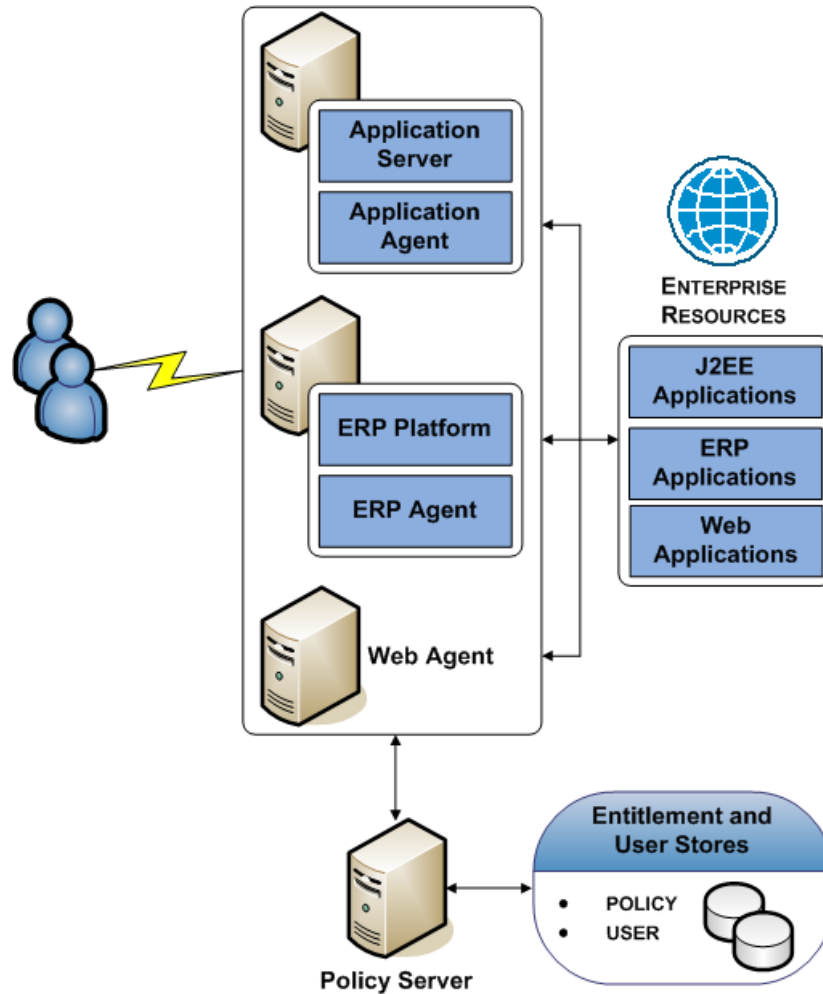 Application
Server
Application
Agent
ENTERPRISE
RESOURCES
J2EE
Applications
ERP
Applications
Web
Applications
ERP Platform
ERP Agent
Web Agent
Policy Server
Entitlement and
User Stores
• POLICY
• USER